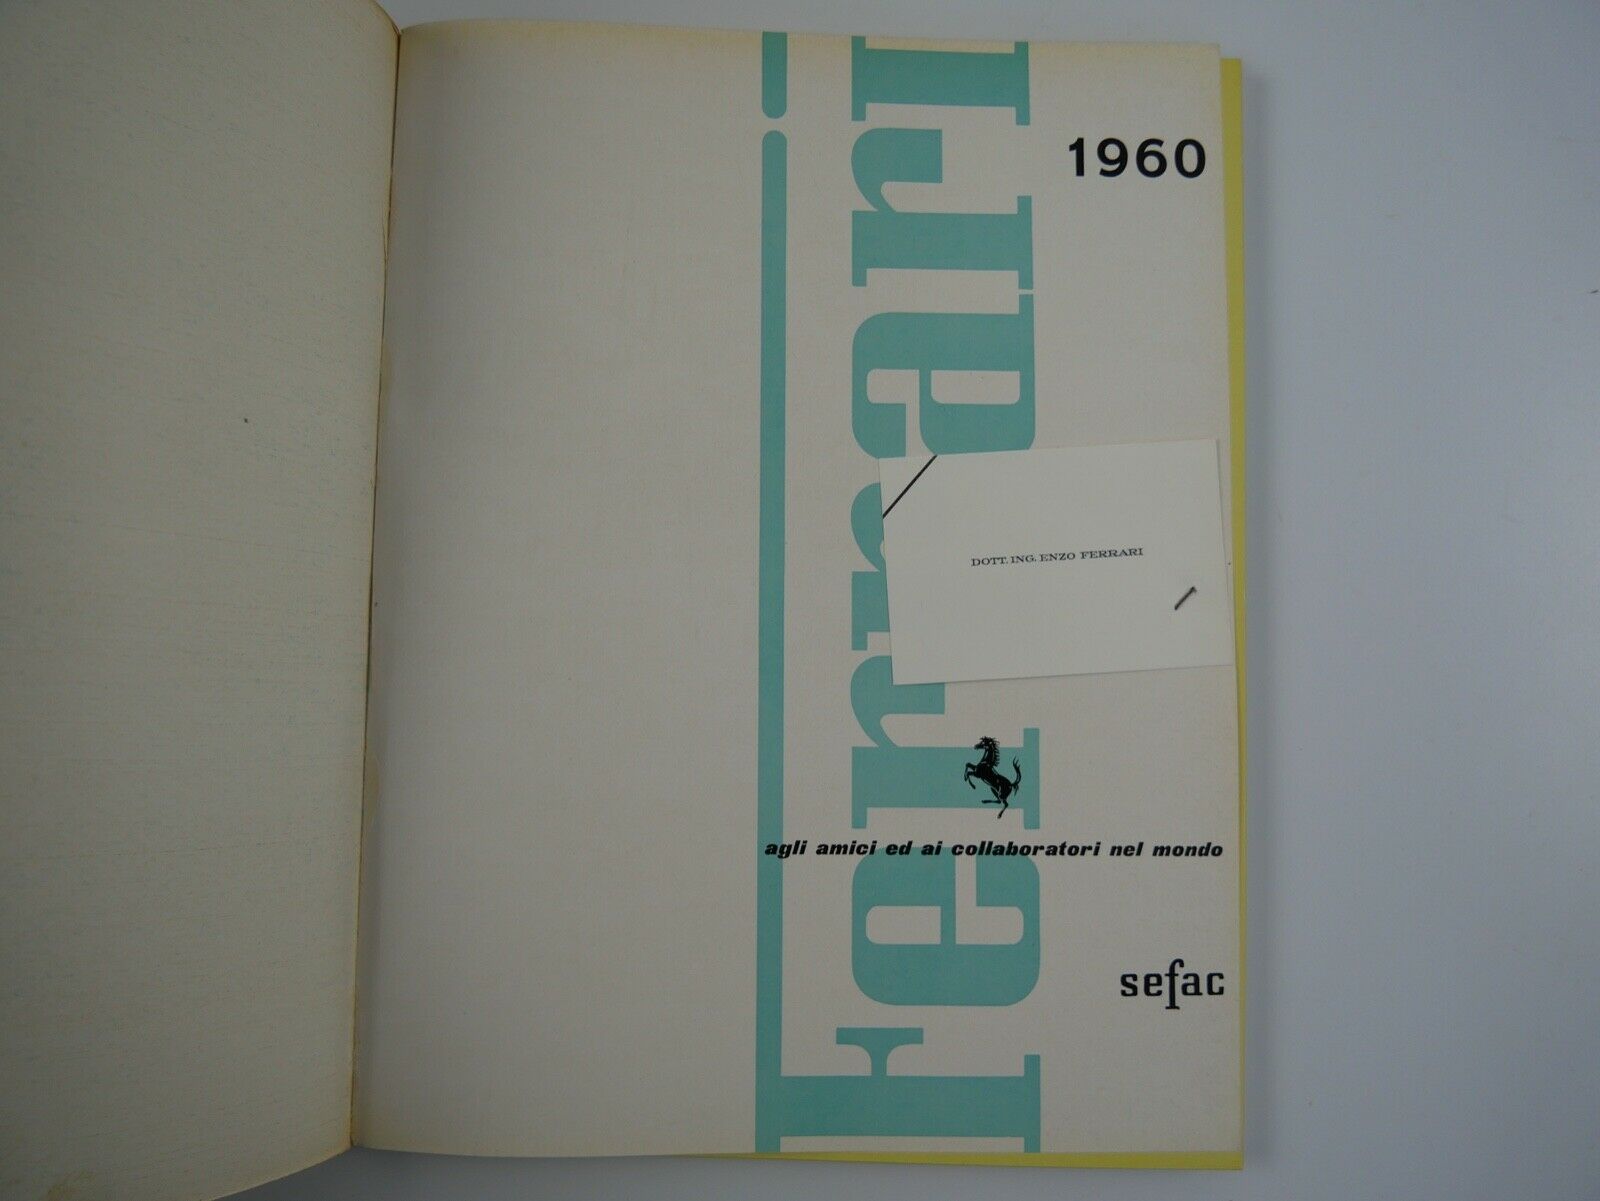 1960
Ferrari
DOTT. ING. ENZO FERRARI
agli amici ed ai collaboratori nel mondo
sefac